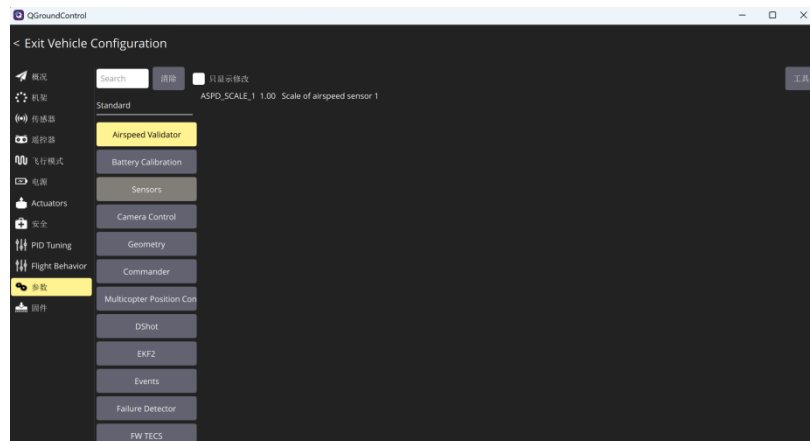 QGroundControl
< Exit Vehicle Configuration
概况
机架
传感器
遥控器
飞行模式
电源
Actuators
安全
PID Tuning
Flight Behavior
参数
固件
Search
清除
只显示修改
工具
Standard
Airspeed Validator
Battery Calibration
Sensors
Camera Control
Geometry
Commander
Multicopter Position Con
DShot
EKF2
Events
Failure Detector
FW TECS
ASPD_SCALE_1 1.00 Scale of airspeed sensor 1